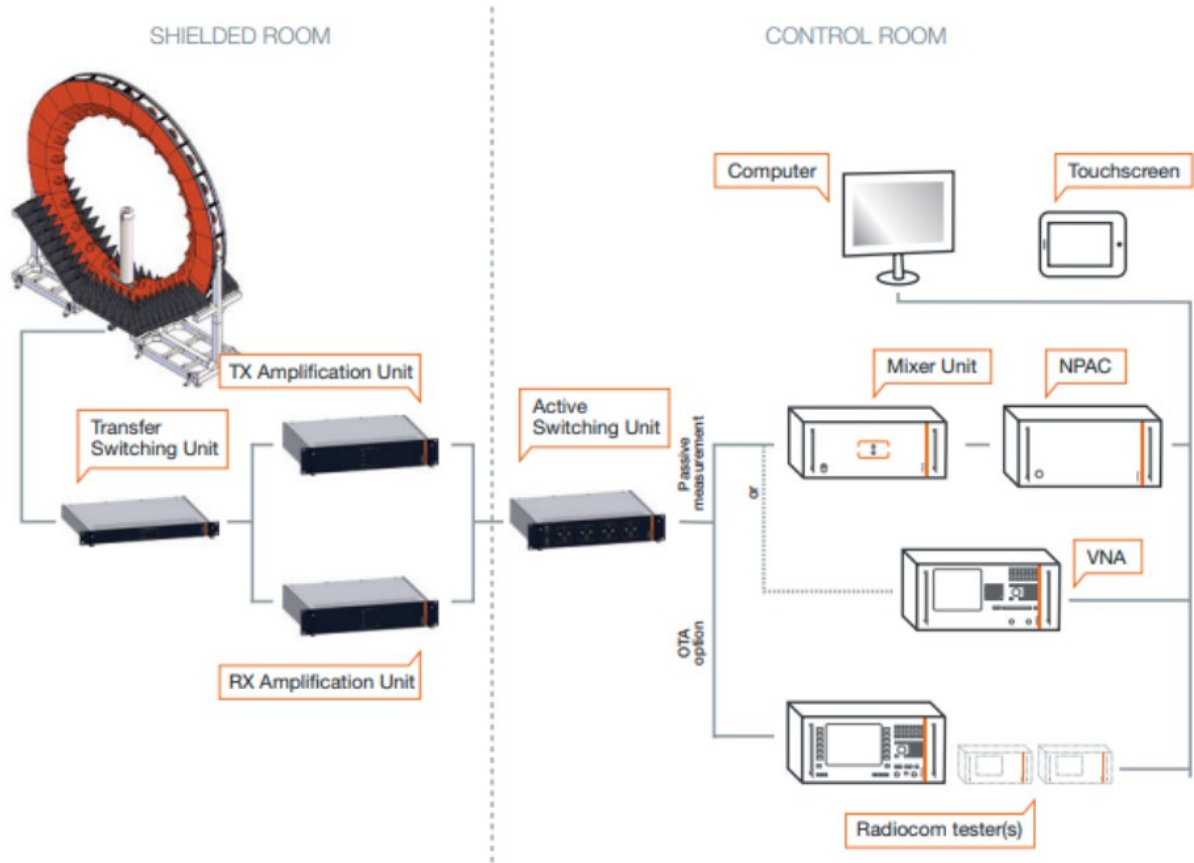 SHIELDED ROOM
CONTROL ROOM
Computer
Touchscreen
TX Amplification Unit
Mixer Unit
NPAC
Transfer
Switching Unit
Active
Switching Unit
Passive
measurement
or
VNA
OTA
option
RX Amplification Unit
Radiocom tester(s)